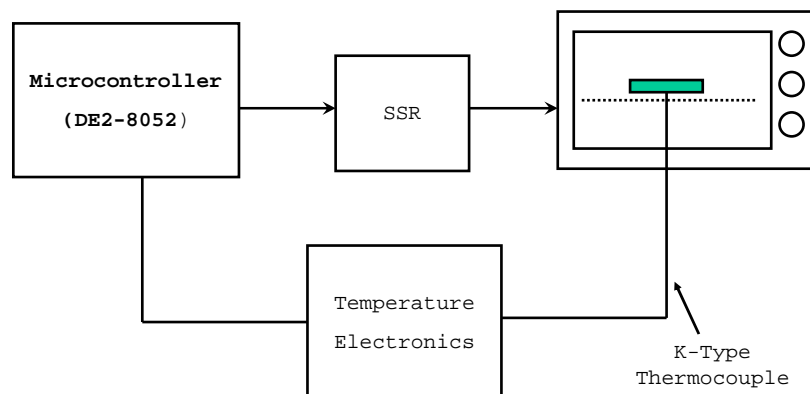 Microcontroller
(DE2-8052)
SSR
Temperature
Electronics
K-Type
Thermocouple